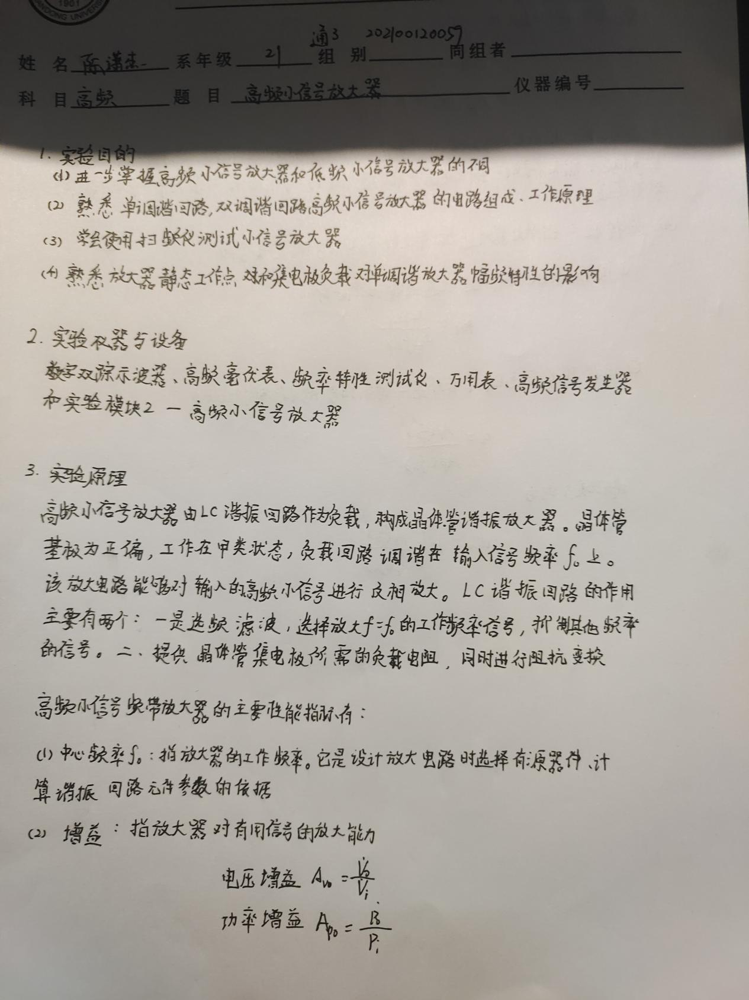 1901
SHANDONG UNIVERSITY
通3 202100120059
姓 名 陈潇杰 系年级 21 组 别 同组者
科 目 高频 题 目 高频小信号放大器 仪器编号
1. 实验目的
(1) 进一步掌握高频小信号放大器和低频小信号放大器的不同
(2) 熟悉单调谐回路,双调谐回路高频小信号放大器的电路组成、工作原理
(3) 学会使用扫频仪测试小信号放大器
(4) 熟悉放大器静态工作点和集电极负载对单调谐放大器幅频特性的影响
2. 实验仪器与设备
数字双踪示波器、高频毫伏表、频率特性测试仪、万用表、高频信号发生器
和实验模块2 — 高频小信号放大器
3. 实验原理
高频小信号放大器由LC谐振回路作为负载,构成晶体管谐振放大器。晶体管
基极为正偏,工作在甲类状态,负载回路调谐在输入信号频率f₀上。
该放大电路能够对输入的高频小信号进行反相放大。LC谐振回路的作用
主要有两个:一是选频滤波,选择放大f=f₀的工作频率信号,抑制其他频率
的信号。二、提供晶体管集电极所需的负载电阻,同时进行阻抗变换
高频小信号频带放大器的主要性能指标有:
(1) 中心频率f₀:指放大器的工作频率。它是设计放大电路时选择有源器件、计
算谐振回路元件参数的依据
(2) 增益:指放大器对有用信号的放大能力
电压增益 Av₀ = V̇₀/V̇i
功率增益 Ap₀ = P₀/Pi